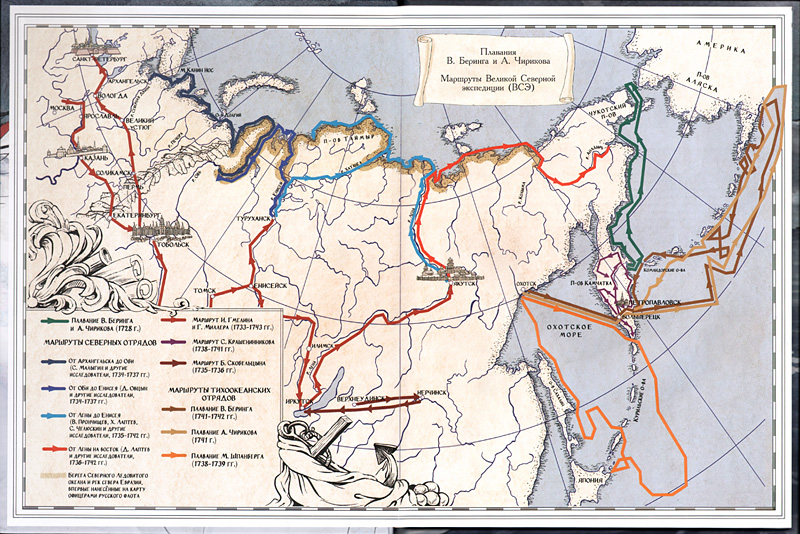 Плавания
В. Беринга и А. Чирикова
Маршруты Великой Северной
экспедиции (ВСЭ)
АМЕРИКА
П-ОВ
АЛЯСКА
ЧУКОТСКИЙ
П-ОВ
САНКТ-ПЕТЕРБУРГ
АРХАНГЕЛЬСК
П. КАНИН НОС
ВОЛОГДА
МОСКВА
ЯРОСЛАВЛЬ
ВЕЛИКИЙ
УСТЮГ
КАЗАНЬ
СОЛИКАМСК
ПЕРМЬ
ЕКАТЕРИНБУРГ
ТОБОЛЬСК
Р. ОБЬ
П-ОВ ТАЙМЫР
ТУРУХАНСК
ТОМСК
ЕНИСЕЙСК
ИЛИМСК
ИРКУТСК
ВЕРХНЕУДИНСК
НЕРЧИНСК
ЯКУТСК
ОХОТСК
ОХОТСКОЕ
МОРЕ
П-ОВ КАМЧАТКА
КОМАНДОРСКИЕ О-ВА
ПЕТРОПАВЛОВСК
БОЛЬШЕРЕЦК
КУРИЛЬСКИЕ О-ВА
ЯПОНИЯ
ПЛАВАНИЕ В. БЕРИНГА
И А. ЧИРИКОВА (1728 Г.)
МАРШРУТЫ СЕВЕРНЫХ ОТРЯДОВ
ОТ АРХАНГЕЛЬСКА ДО ОБИ
(С. МАЛЫГИН И ДРУГИЕ
ИССЛЕДОВАТЕЛИ, 1734-1737 ГГ.)
ОТ ОБИ ДО ЕНИСЕЯ (Д. ОВЦЫН
И ДРУГИЕ ИССЛЕДОВАТЕЛИ,
1734-1737 ГГ.)
ОТ ЛЕНЫ ДО ЕНИСЕЯ
(В. ПРОНЧИЩЕВ, Х. ЛАПТЕВ,
С. ЧЕЛЮСКИН И ДРУГИЕ
ИССЛЕДОВАТЕЛИ, 1735-1742 ГГ.)
ОТ ЛЕНЫ НА ВОСТОК (Д. ЛАПТЕВ
И ДРУГИЕ ИССЛЕДОВАТЕЛИ,
1736-1742 ГГ.)
БЕРЕГА СЕВЕРНОГО ЛЕДОВИТОГО
ОКЕАНА И РЕК СЕВЕРА ЕВРАЗИИ,
ВПЕРВЫЕ НАНЕСЁННЫЕ НА КАРТУ
ОФИЦЕРАМИ РУССКОГО ФЛОТА
МАРШРУТ И. ГМЕЛИНА
И Г. МИЛЛЕРА (1733-1743 ГГ.)
МАРШРУТ С. КРАШЕНИННИКОВА
(1738-1741 ГГ.)
МАРШРУТ Б. СКОБЕЛЬЦЫНА
(1735-1736 ГГ.)
МАРШРУТЫ ТИХООКЕАНСКИХ
ОТРЯДОВ
ПЛАВАНИЕ В. БЕРИНГА
(1741-1742 ГГ.)
ПЛАВАНИЕ А. ЧИРИКОВА
(1741 Г.)
ПЛАВАНИЕ М. ШПАНБЕРГА
(1738-1739 ГГ.)